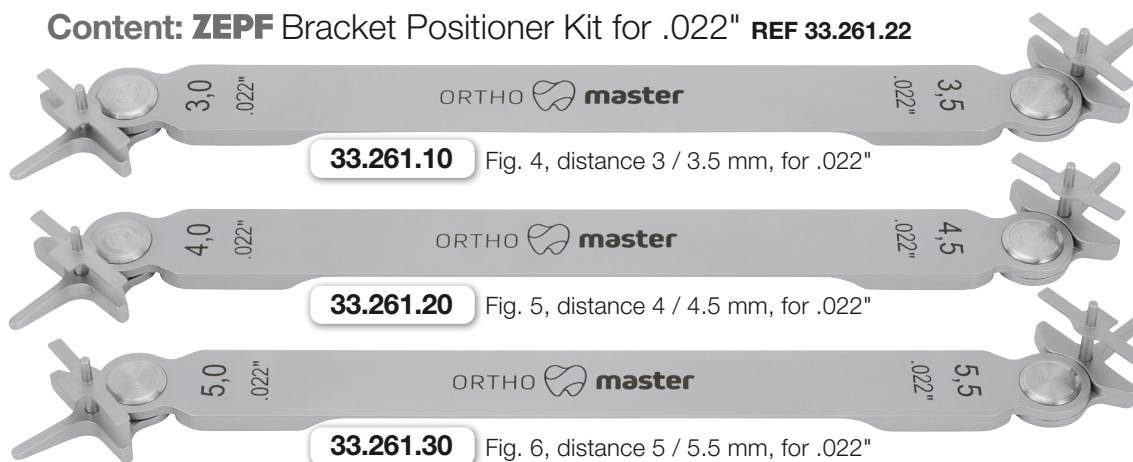 Content: ZEPF Bracket Positioner Kit for .022" REF 33.261.22
3,0 .022" ORTHO master .022" 3,5
33.261.10 Fig. 4, distance 3 / 3.5 mm, for .022"
4,0 .022" ORTHO master .022" 4,5
33.261.20 Fig. 5, distance 4 / 4.5 mm, for .022"
5,0 .022" ORTHO master .022" 5,5
33.261.30 Fig. 6, distance 5 / 5.5 mm, for .022"